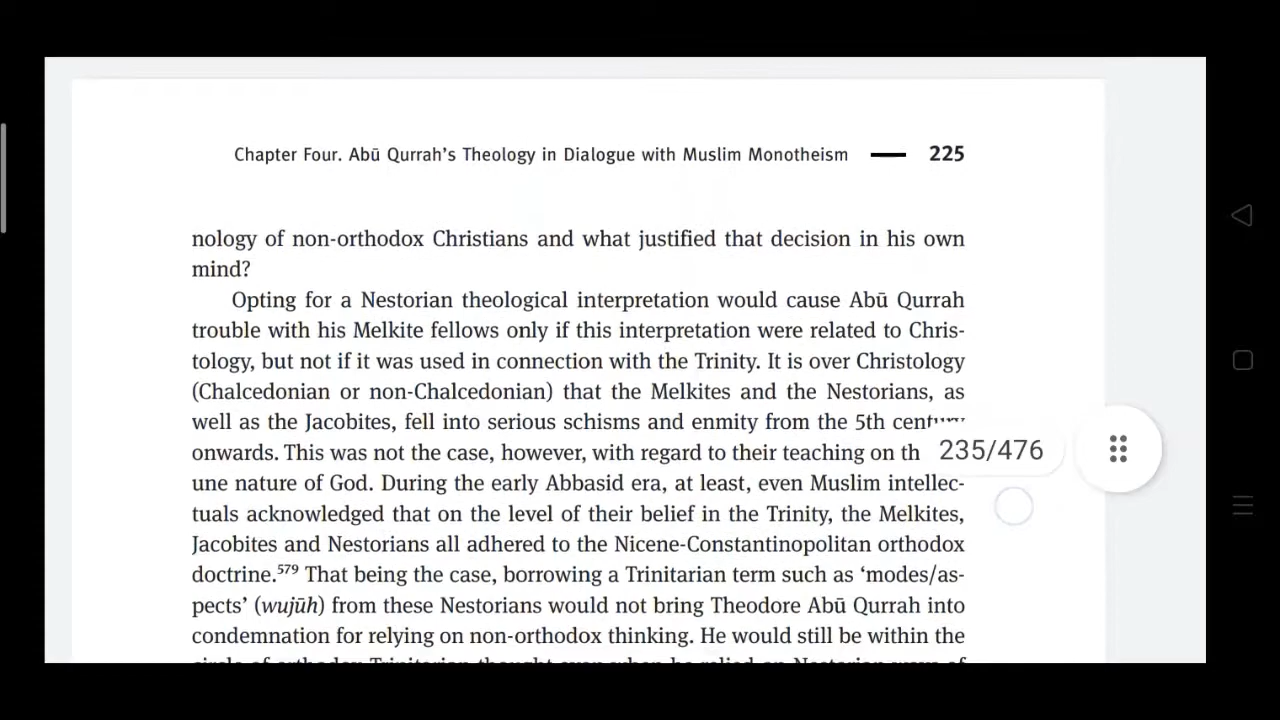 Chapter Four. Abū Qurrah's Theology in Dialogue with Muslim Monotheism — 225
nology of non-orthodox Christians and what justified that decision in his own
mind?
Opting for a Nestorian theological interpretation would cause Abū Qurrah
trouble with his Melkite fellows only if this interpretation were related to Chris-
tology, but not if it was used in connection with the Trinity. It is over Christology
(Chalcedonian or non-Chalcedonian) that the Melkites and the Nestorians, as
well as the Jacobites, fell into serious schisms and enmity from the 5th century
onwards. This was not the case, however, with regard to their teaching on th
235/476
une nature of God. During the early Abbasid era, at least, even Muslim intellec-
tuals acknowledged that on the level of their belief in the Trinity, the Melkites,
Jacobites and Nestorians all adhered to the Nicene-Constantinopolitan orthodox
doctrine.⁵⁷⁹ That being the case, borrowing a Trinitarian term such as 'modes/as-
pects' (wujūh) from these Nestorians would not bring Theodore Abū Qurrah into
condemnation for relying on non-orthodox thinking. He would still be within the